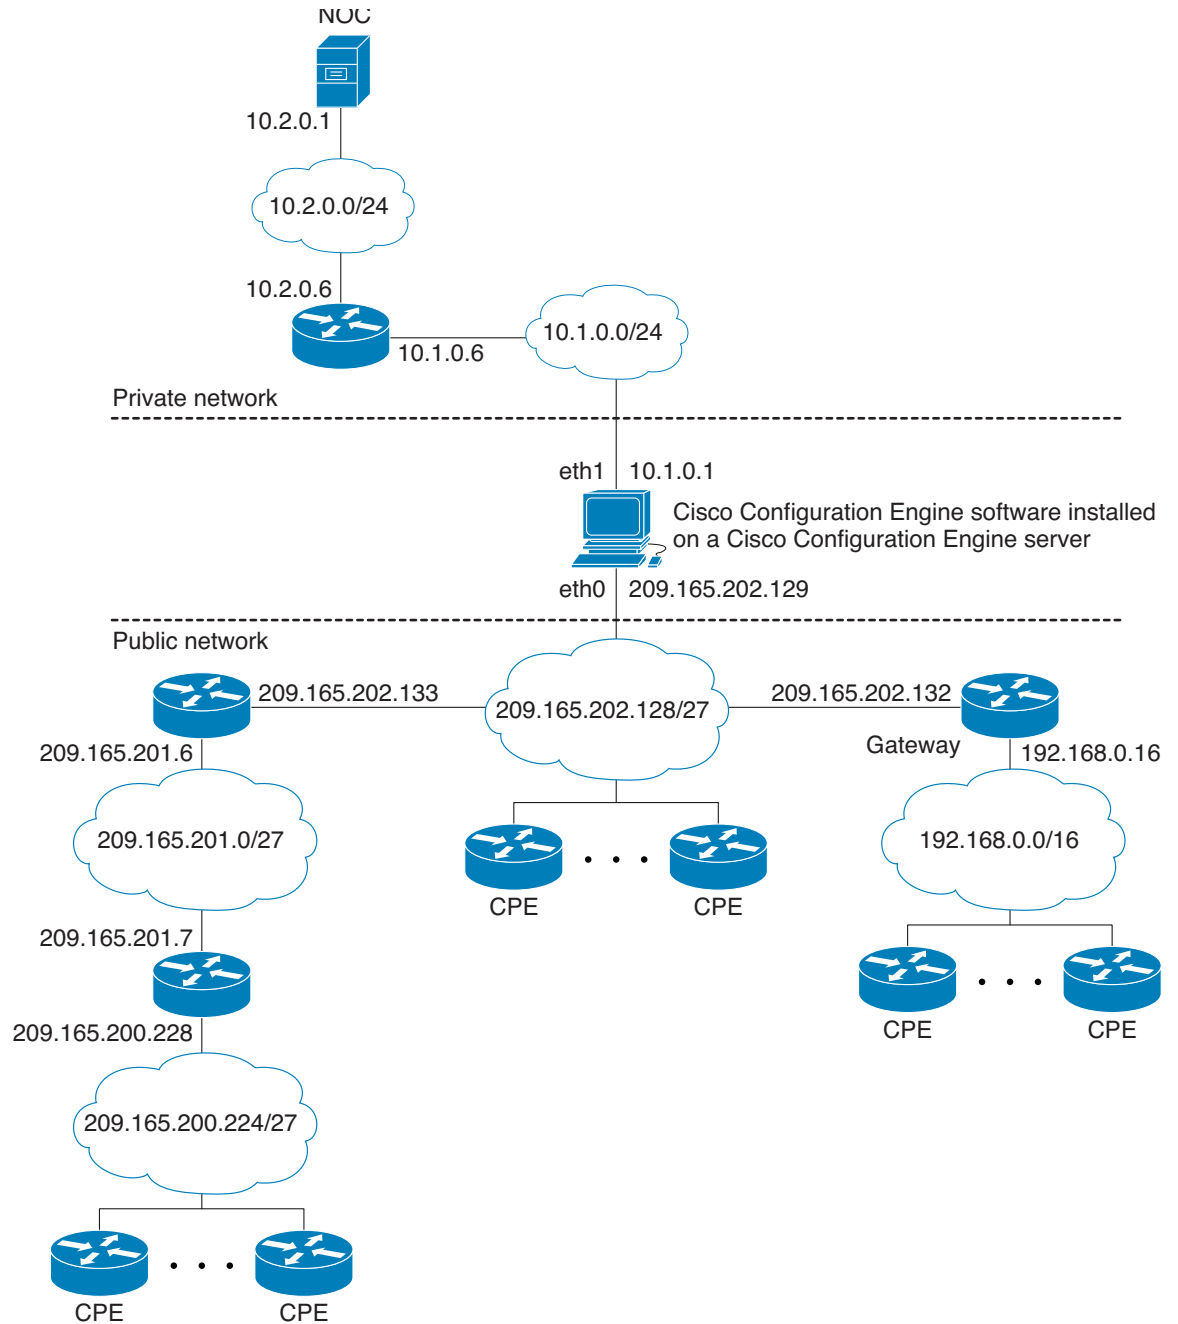 NOC
10.2.0.1
10.2.0.0/24
10.2.0.6
10.1.0.6
10.1.0.0/24
Private network
eth1 10.1.0.1
Cisco Configuration Engine software installed
on a Cisco Configuration Engine server
eth0 209.165.202.129
Public network
209.165.202.133
209.165.202.128/27
209.165.202.132
Gateway
209.165.201.6
192.168.0.16
209.165.201.0/27
192.168.0.0/16
CPE
CPE
209.165.201.7
209.165.200.228
CPE
CPE
209.165.200.224/27
CPE
CPE